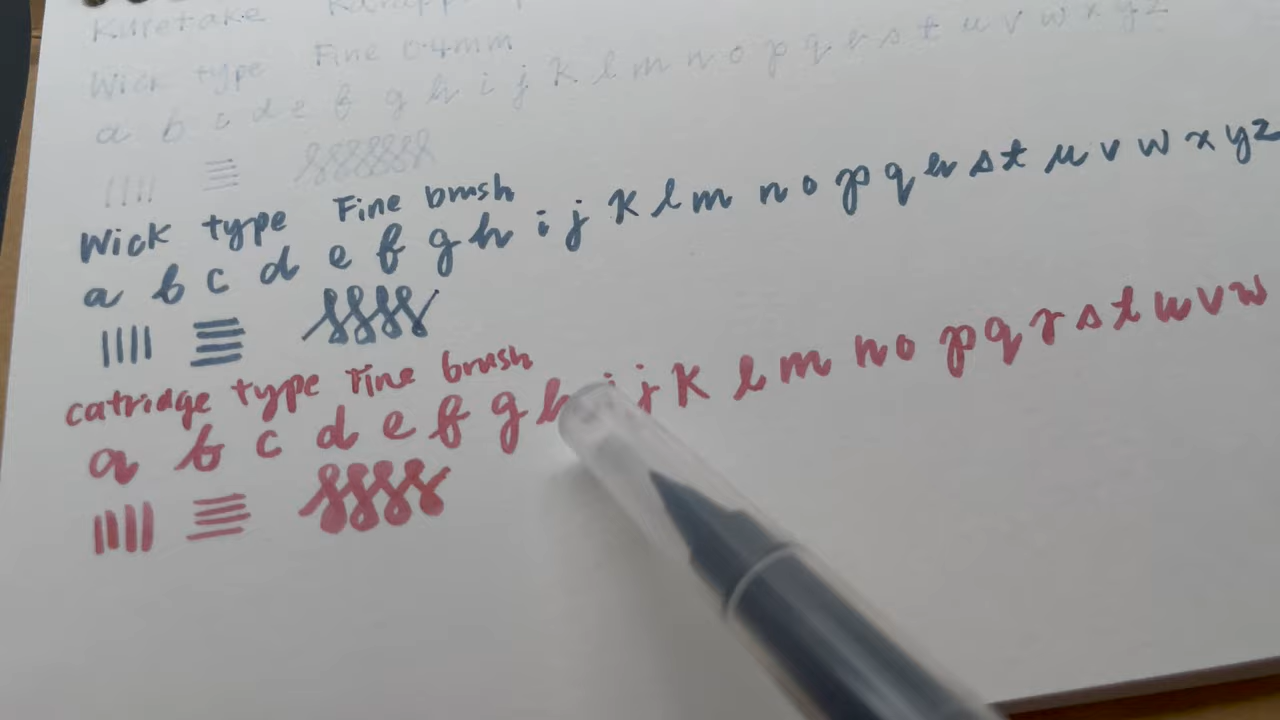 Kuretake
Wick type Fine 0.4mm
a b c d e f g h i j k l m n o p q r s t u v w x y z
Wick type Fine brush
a b c d e f g h i j k l m n o p q r s t u v w x y z
catridge type Fine brush
a b c d e f g h i j k l m n o p q r s t u v w